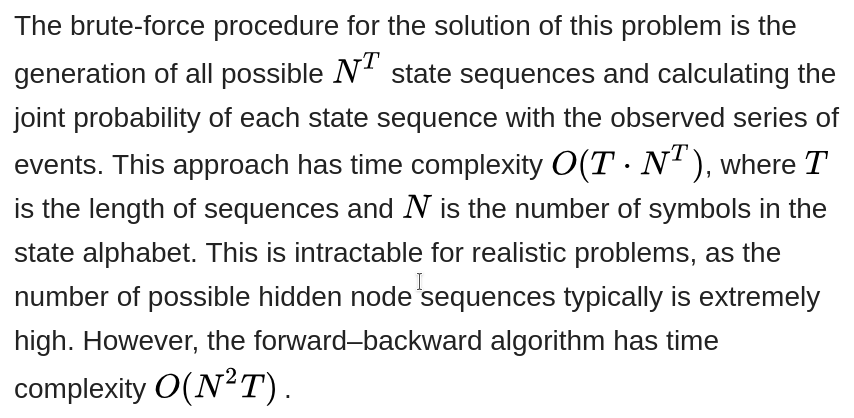 The brute-force procedure for the solution of this problem is the
generation of all possible N^T state sequences and calculating the
joint probability of each state sequence with the observed series of
events. This approach has time complexity O(T · N^T), where T
is the length of sequences and N is the number of symbols in the
state alphabet. This is intractable for realistic problems, as the
number of possible hidden node sequences typically is extremely
high. However, the forward–backward algorithm has time
complexity O(N²T) .